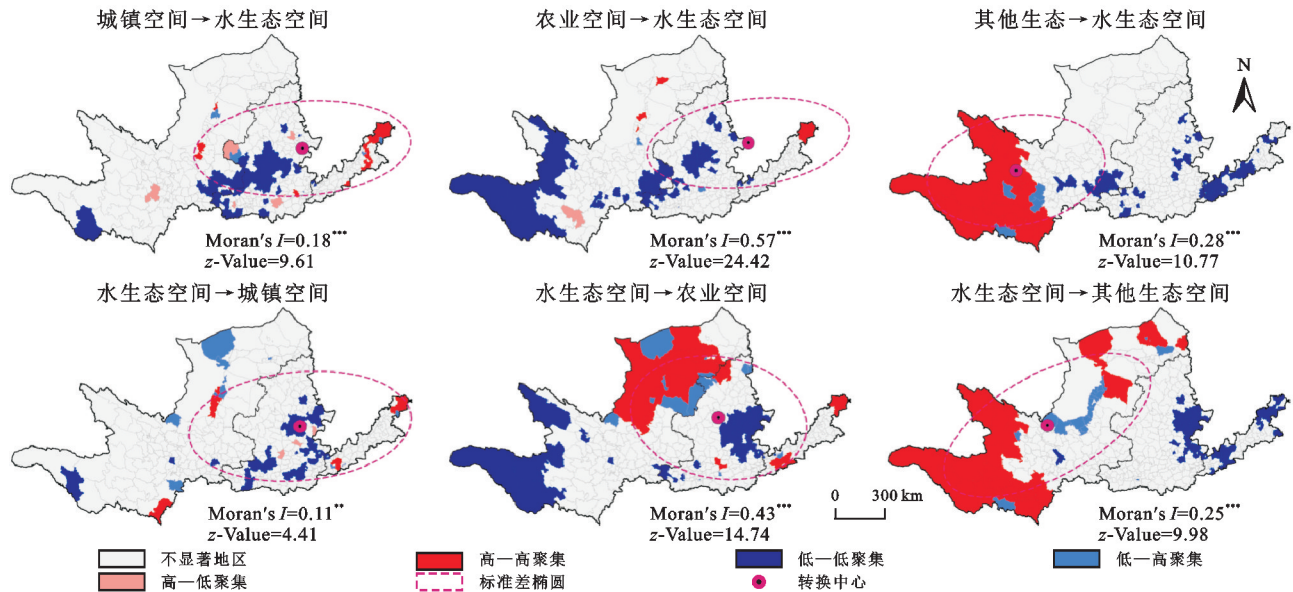 城镇空间→水生态空间
农业空间→水生态空间
其他生态→水生态空间
N
Moran's I=0.18***
z-Value=9.61
Moran's I=0.57***
z-Value=24.42
Moran's I=0.28***
z-Value=10.77
水生态空间→城镇空间
水生态空间→农业空间
水生态空间→其他生态空间
0 300 km
Moran's I=0.11**
z-Value=4.41
Moran's I=0.43***
z-Value=14.74
Moran's I=0.25***
z-Value=9.98
不显著地区
高—高聚集
低—低聚集
低—高聚集
高—低聚集
标准差椭圆
转换中心